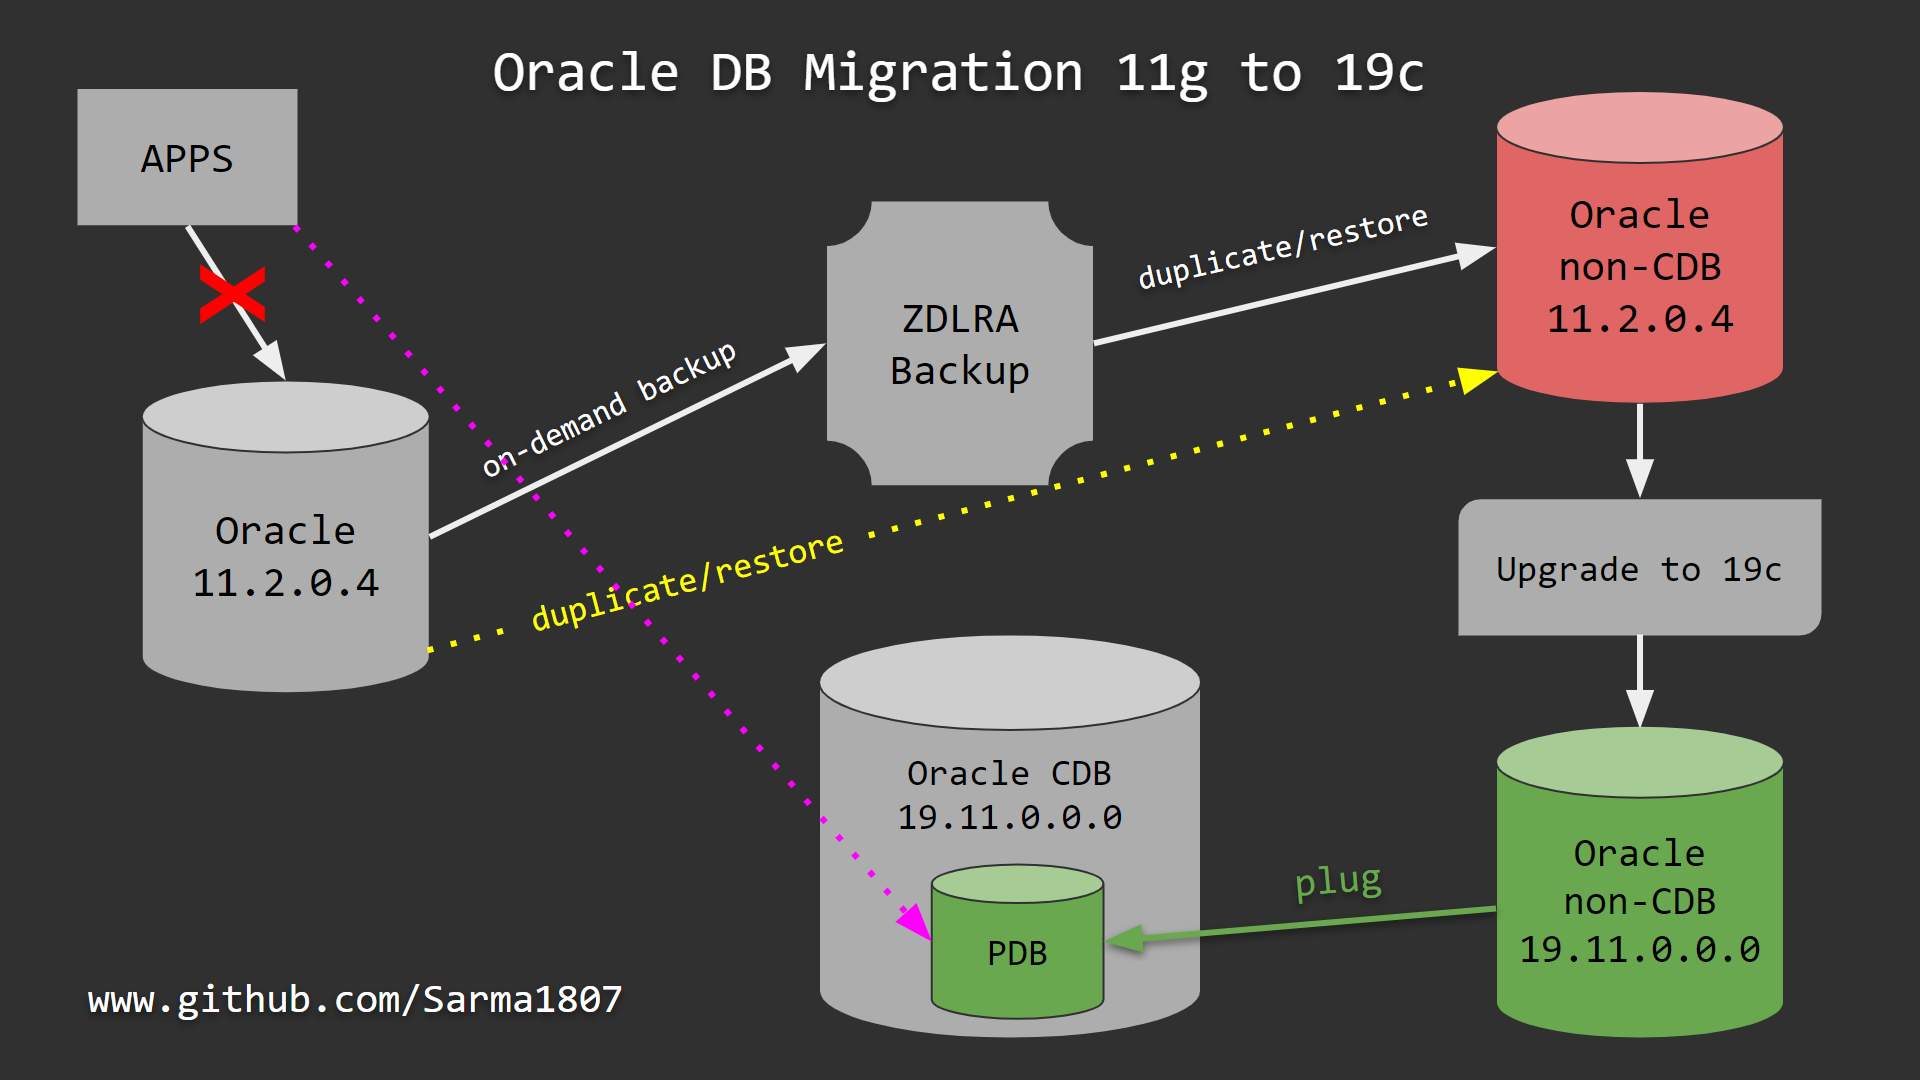 Oracle DB Migration 11g to 19c
APPS
Oracle
11.2.0.4
on-demand backup
ZDLRA
Backup
duplicate/restore
Oracle
non-CDB
11.2.0.4
duplicate/restore
Upgrade to 19c
Oracle
non-CDB
19.11.0.0.0
plug
Oracle CDB
19.11.0.0.0
PDB
www.github.com/Sarma1807